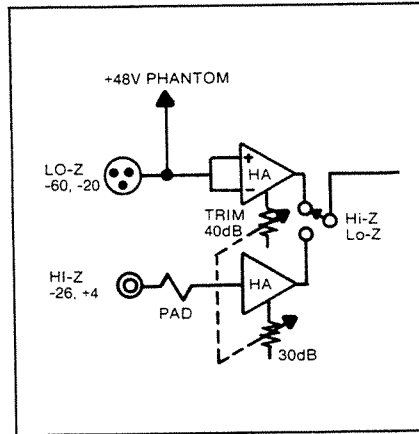 +48V PHANTOM
LO-Z
-60, -20
+
HA
-
TRIM
40dB
Hi-Z
Lo-Z
HI-Z
-26, +4
PAD
HA
30dB